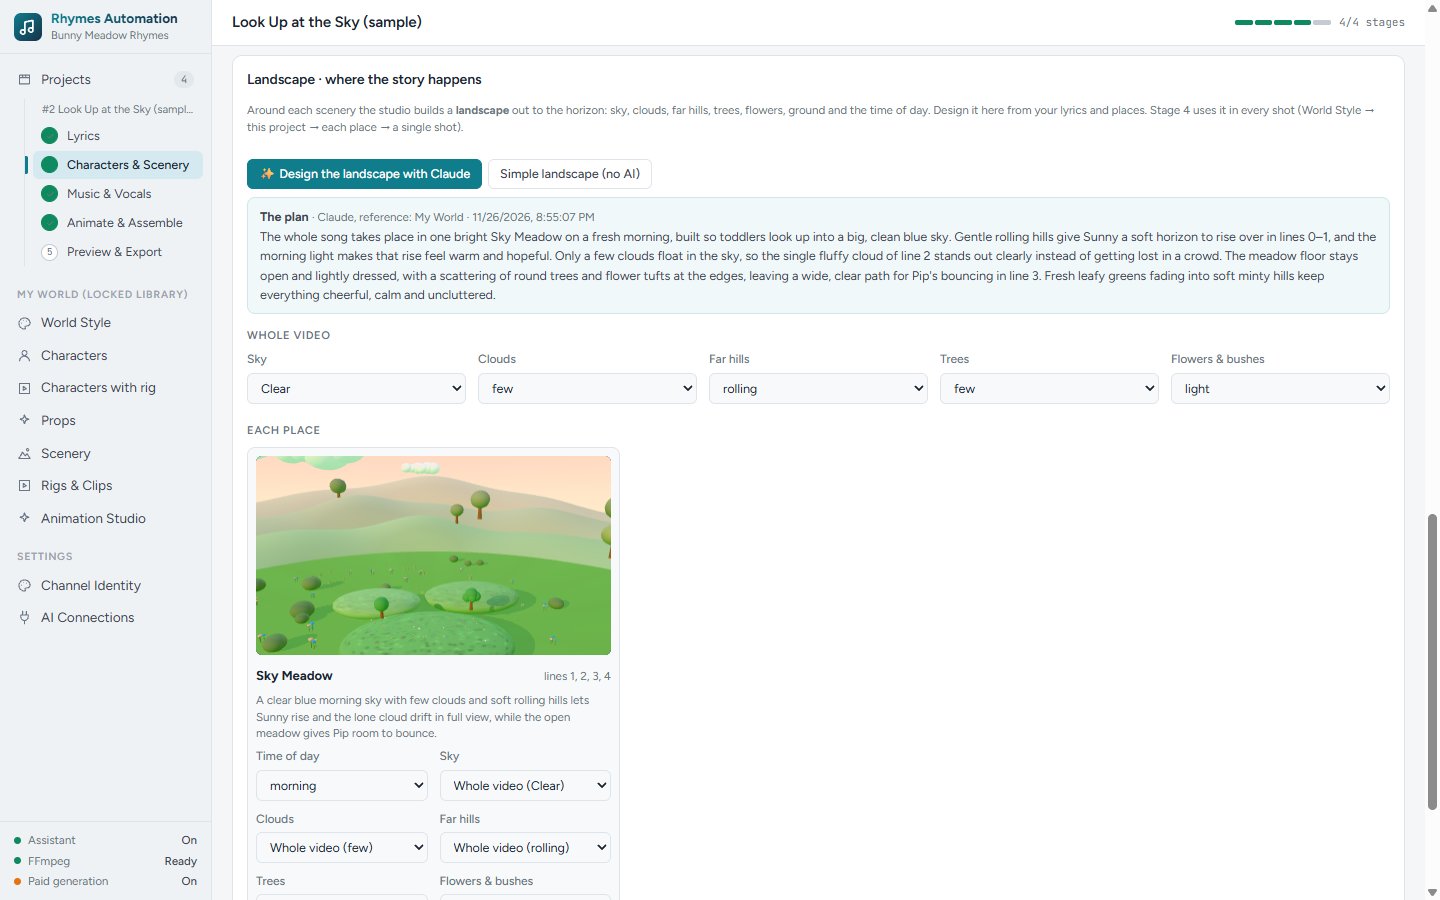 Rhymes Automation
Bunny Meadow Rhymes
Projects
4
#2 Look Up at the Sky (sampl...
Lyrics
Characters & Scenery
Music & Vocals
Animate & Assemble
5
Preview & Export
MY WORLD (LOCKED LIBRARY)
World Style
Characters
Characters with rig
Props
Scenery
Rigs & Clips
Animation Studio
SETTINGS
Channel Identity
AI Connections
Assistant On
FFmpeg Ready
Paid generation On
Look Up at the Sky (sample)
4/4 stages
Landscape · where the story happens
Around each scenery the studio builds a landscape out to the horizon: sky, clouds, far hills, trees, flowers, ground and the time of day. Design it here from your lyrics and places. Stage 4 uses it in every shot (World Style →
this project → each place → a single shot).
✨ Design the landscape with Claude
Simple landscape (no AI)
The plan · Claude, reference: My World · 11/26/2026, 8:55:07 PM
The whole song takes place in one bright Sky Meadow on a fresh morning, built so toddlers look up into a big, clean blue sky. Gentle rolling hills give Sunny a soft horizon to rise over in lines 0–1, and the
morning light makes that rise feel warm and hopeful. Only a few clouds float in the sky, so the single fluffy cloud of line 2 stands out clearly instead of getting lost in a crowd. The meadow floor stays
open and lightly dressed, with a scattering of round trees and flower tufts at the edges, leaving a wide, clear path for Pip's bouncing in line 3. Fresh leafy greens fading into soft minty hills keep
everything cheerful, calm and uncluttered.
WHOLE VIDEO
Sky Clouds Far hills Trees Flowers & bushes
Clear few rolling few light
EACH PLACE
Sky Meadow lines 1, 2, 3, 4
A clear blue morning sky with few clouds and soft rolling hills lets
Sunny rise and the lone cloud drift in full view, while the open
meadow gives Pip room to bounce.
Time of day Sky
morning Whole video (Clear)
Clouds Far hills
Whole video (few) Whole video (rolling)
Trees Flowers & bushes